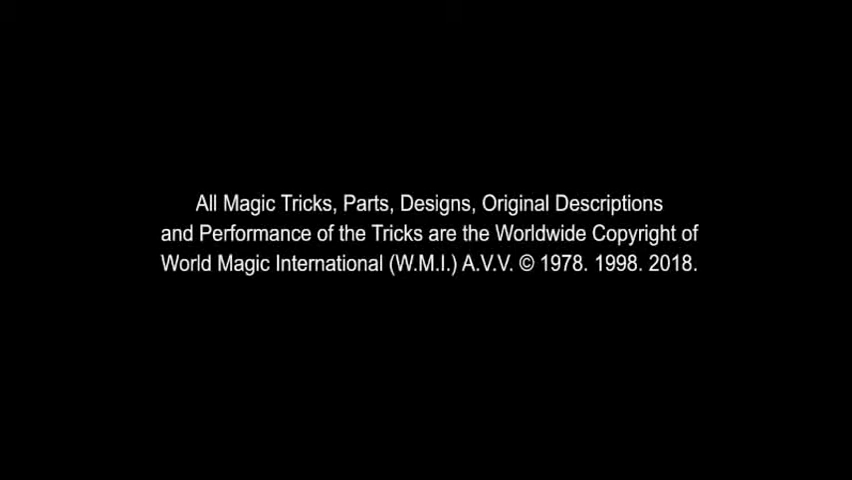 All Magic Tricks, Parts, Designs, Original Descriptions
and Performance of the Tricks are the Worldwide Copyright of
World Magic International (W.M.I.) A.V.V. © 1978. 1998. 2018.